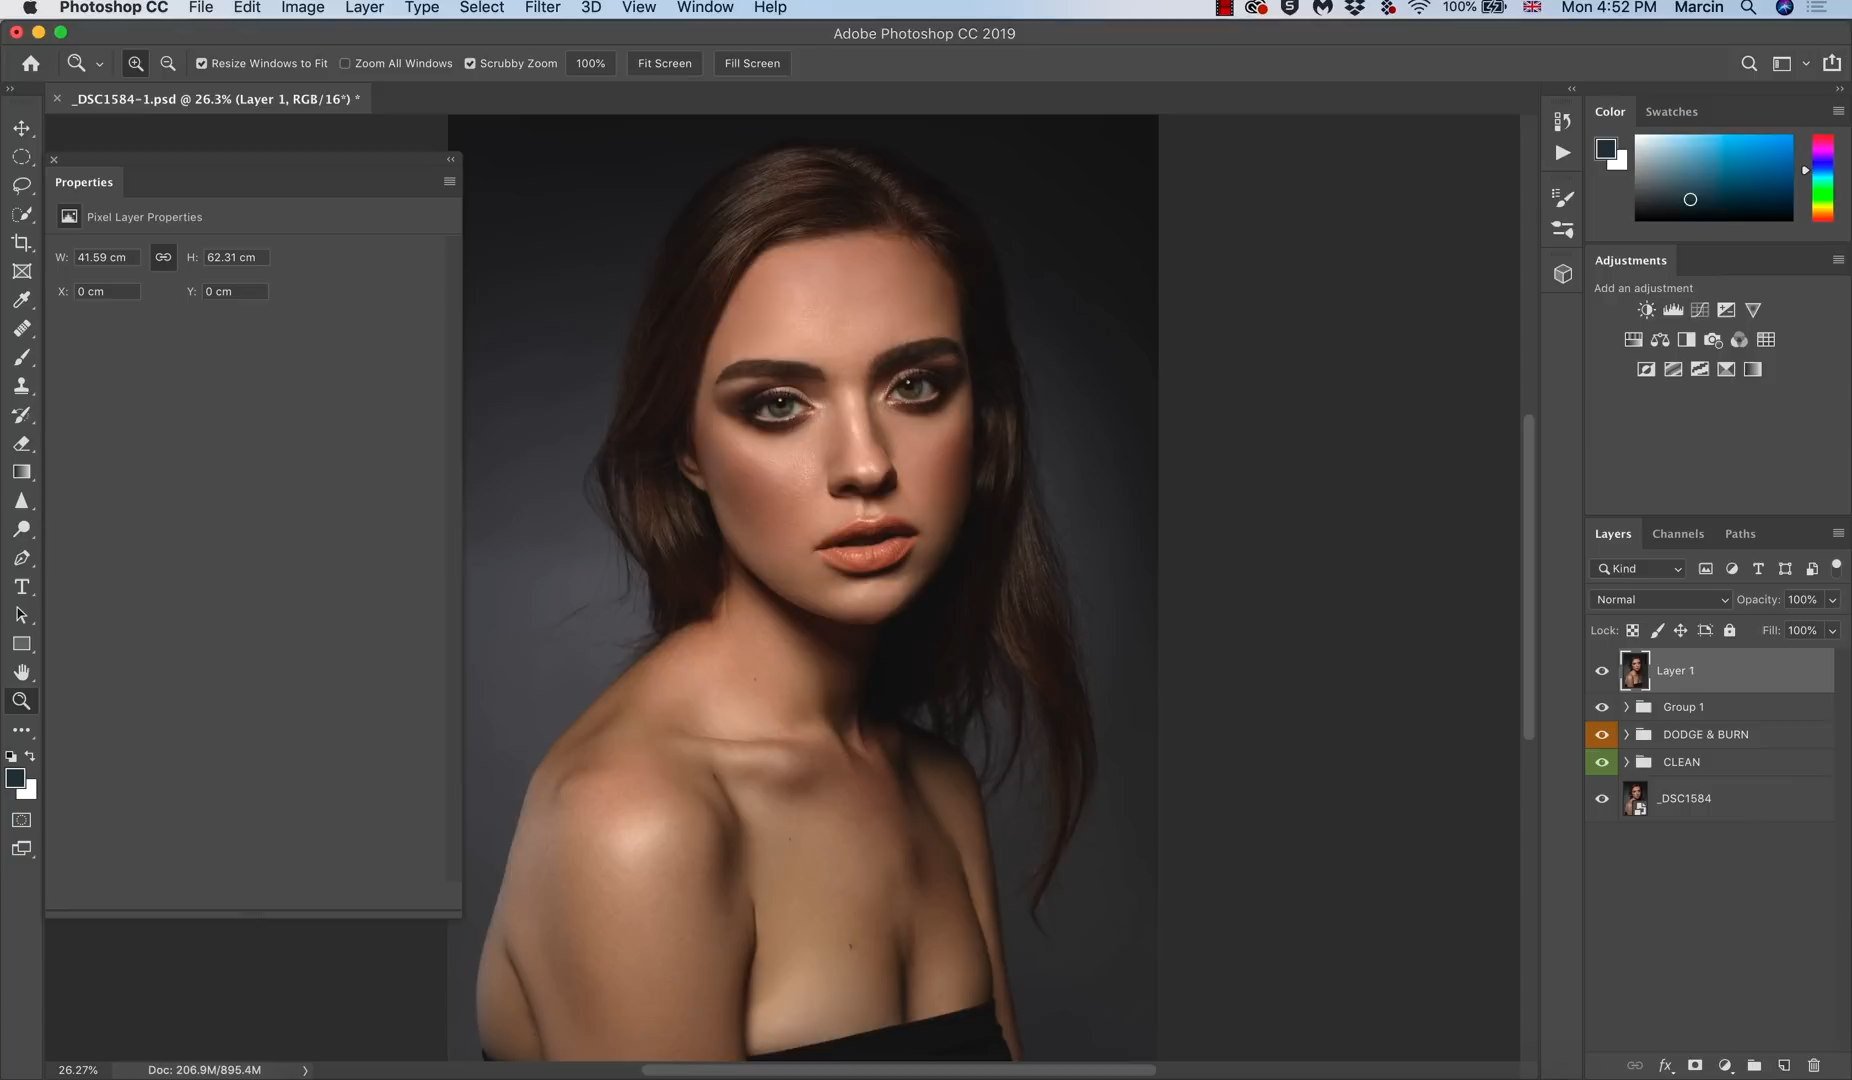 Photoshop CC File Edit Image Layer Type Select Filter 3D View Window Help 100% Mon 4:52 PM Marcin
Adobe Photoshop CC 2019
Resize Windows to Fit Zoom All Windows Scrubby Zoom 100% Fit Screen Fill Screen
_DSC1584-1.psd @ 26.3% (Layer 1, RGB/16*) *
Color Swatches
Properties
Pixel Layer Properties
W: 41.59 cm H: 62.31 cm
X: 0 cm Y: 0 cm
Adjustments
Add an adjustment
Layers Channels Paths
Kind
Normal Opacity: 100%
Lock: Fill: 100%
Layer 1
Group 1
DODGE & BURN
CLEAN
_DSC1584
26.27% Doc: 206.9M/895.4M
fx